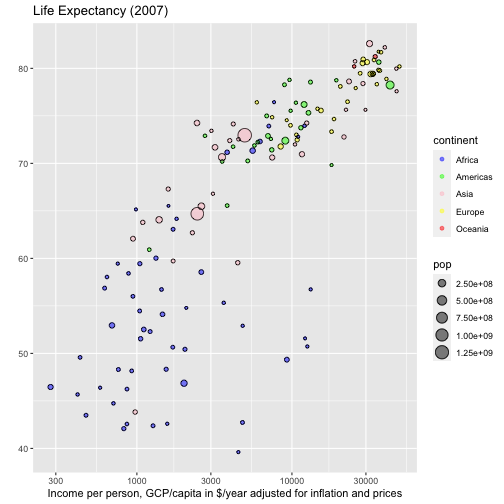 Life Expectancy (2007)
80
70
60
50
40
300
1000
3000
10000
30000
Income per person, GCP/capita in $/year adjusted for inflation and prices
continent
Africa
Americas
Asia
Europe
Oceania
pop
2.50e+08
5.00e+08
7.50e+08
1.00e+09
1.25e+09